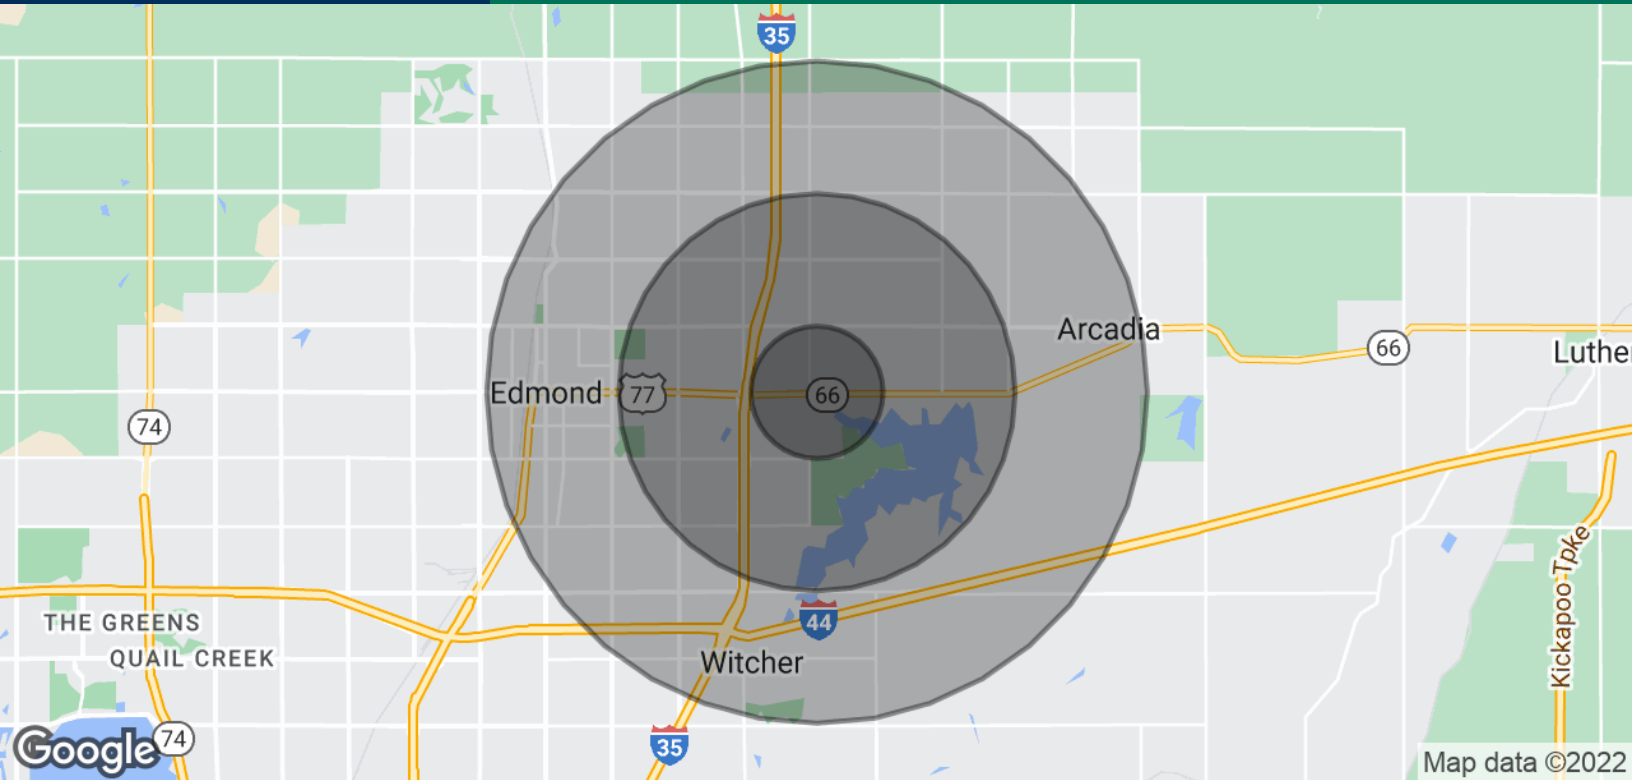 35
Arcadia
66
Luther
Edmond
77
66
74
Kickapoo Tpke
THE GREENS
44
QUAIL CREEK
Witcher
74
35
Google
Map data ©2022